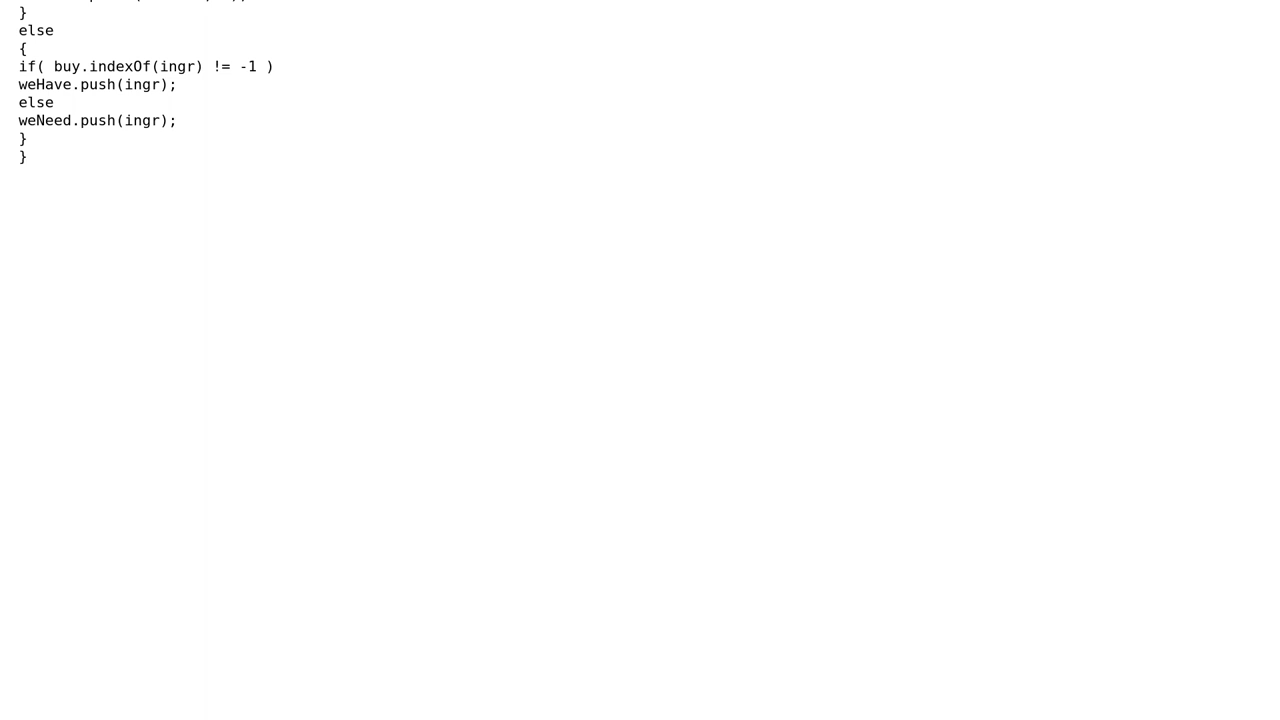 }
else
{
if( buy.indexOf(ingr) != -1 )
weHave.push(ingr);
else
weNeed.push(ingr);
}
}